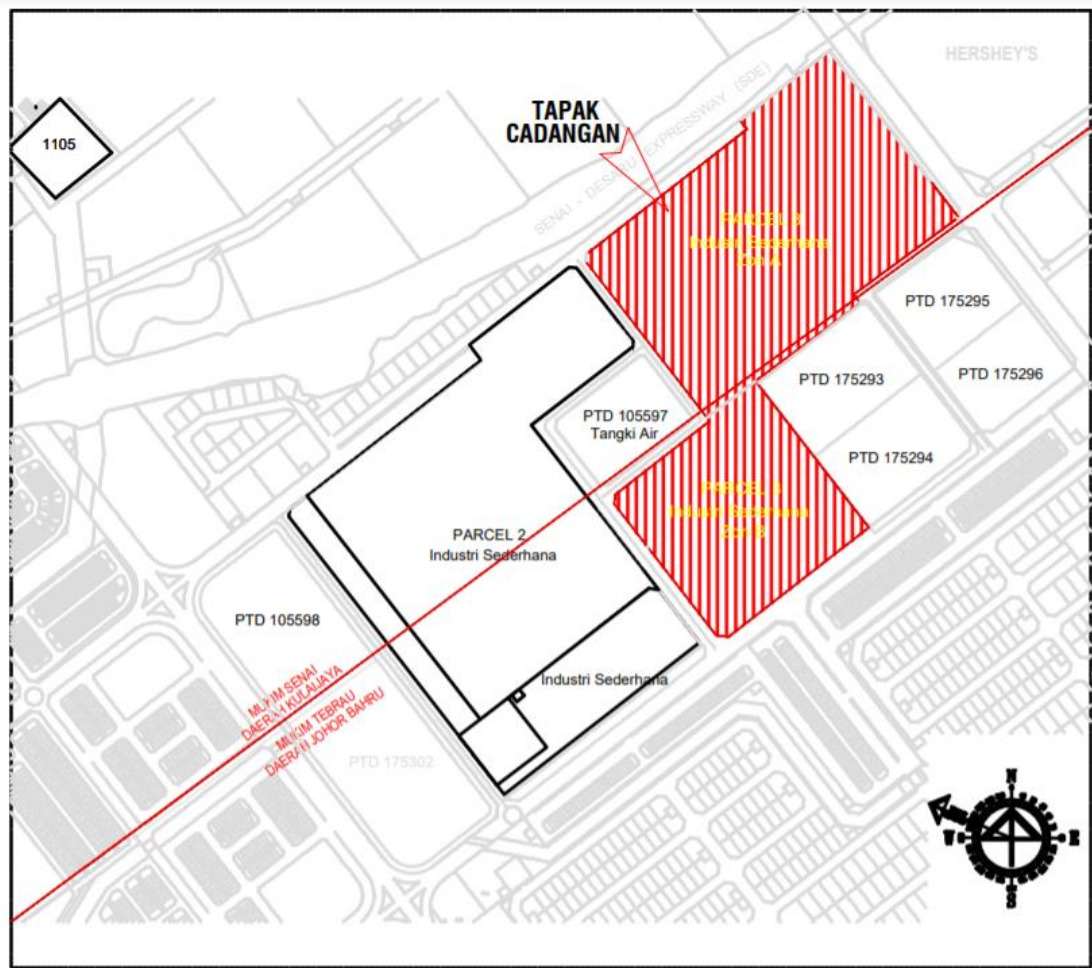 HERSHEY'S
SENAI - DESARU EXPRESSWAY (SDE)
TAPAK
CADANGAN
1105
PARCEL 3
Industri Sederhana
Zon A
PTD 175295
PTD 175293
PTD 175296
PTD 105597
Tangki Air
PTD 175294
PARCEL 3
Industri Sederhana
Zon B
PARCEL 2
Industri Sederhana
PTD 105598
Industri Sederhana
MUKIM SENAI
DAERAH KULAIJAYA
MUKIM TEBRAU
DAERAH JOHOR BAHRU
PTD 175302
N
E
S